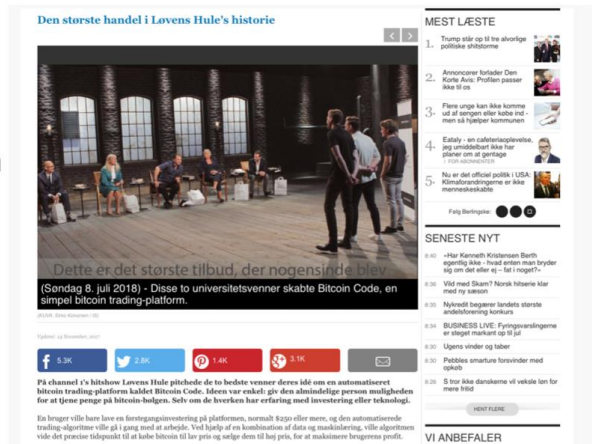 Den største handel i Løvens Hule's historie
Dette er det største tilbud, der nogensinde blev
(Søndag 8. juli 2018) - Disse to universitetsvenner skabte Bitcoin Code, en
simpel bitcoin trading-platform.
Update: 14 November, 2017
5.3K
2.8K
1.4K
3.1K
På channel 1's hitshow Løvens Hule pitchede de to bedste venner deres idé om en automatiseret
bitcoin trading-platform kaldet Bitcoin Code. Ideen var enkel: giv den almindelige person muligheden
for at tjene penge på bitcoin-bølgen. Selv om de hverken har erfaring med investering eller teknologi.
En bruger ville bare lave en førstegangsinvestering på platformen, normalt $250 eller mere, og den automatiserede
trading-algoritme ville gå i gang med at arbejde. Ved hjælp af en kombination af data og maskinlæring, ville algoritmen
vide det præcise tidspunkt til at købe bitcoin til lav pris og sælge dem til høj pris, for at maksimere brugerens profit.
MEST LÆSTE
1. Trump står op til tre alvorlige
politiske shitstorme
2. Annoncører forlader Den
Korte Avis: Profilen passer
ikke til os
3. Flere unge kan ikke komme
ud af sengen eller købe ind -
men så hjælper kommunen
4. Eataly - en cafeteriaoplevelse,
jeg umiddelbart ikke har
planer om at gentage
FOR ABONNENTER
5. Nu er det officiel politik i USA:
Klimaforandringerne er ikke
menneskeskabte
Følg Berlingske:
SENESTE NYT
8:40 »Har Kenneth Kristensen Berth
egentlig ikke - hvad enten man bryder
sig om det eller ej – fat i noget?«
8:36 Vild med Skam? Norsk hitserie klar
med ny sæson
8:35 Nykredit begærer landets største
andelsforening konkurs
8:34 BUSINESS LIVE: Fyringsvarslingerne
er steget markant op til jul
8:30 Ugens vinder og taber
8:30 Pebbles smarture forsvinder med
opkøb
8:26 S tror ikke danskerne vil veksle løn for
mere fritid
HENT FLERE
VI ANBEFALER